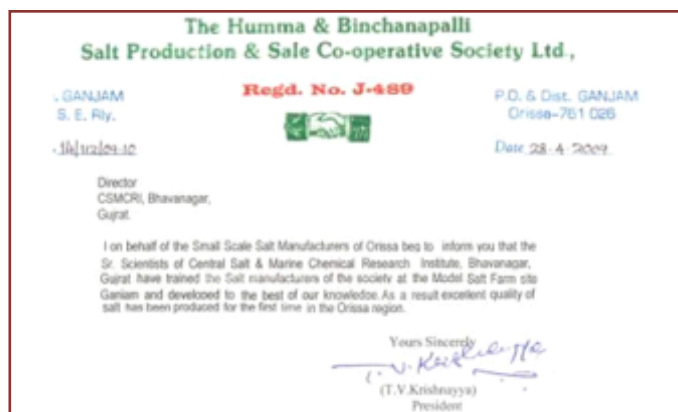 The Humma & Binchanapalli
Salt Production & Sale Co-operative Society Ltd.,
Regd. No. J-489
. GANJAM
S. E. Rly.
P.O. & Dist. GANJAM
Orissa-761 026
Date 28-4-2009
Director
CSMCRI, Bhavanagar,
Gujrat.
I on behalf of the Small Scale Salt Manufacturers of Orissa beg to inform you that the
Sr. Scientists of Central Salt & Marine Chemical Research Institute, Bhavanagar,
Gujrat have trained the Salt manufacturers of the society at the Model Salt Farm site
Ganjam and developed to the best of our knowledge. As a result excellent quality of
salt has been produced for the first time in the Orissa region.
Yours Sincerely
(T.V.Krishnayya)
President